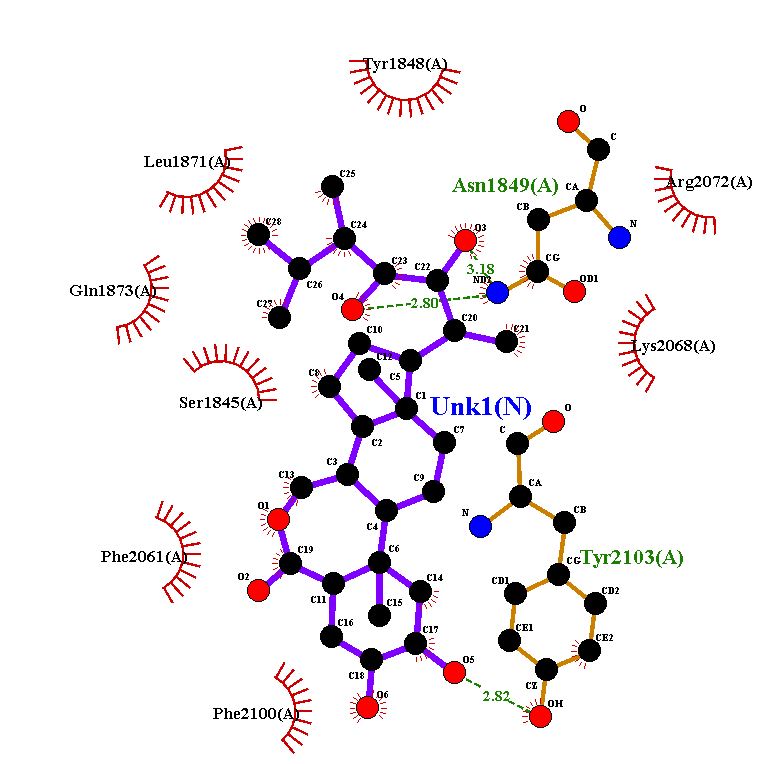 Tyr1848(A)
O
C
C25
Leu1871(A)
Asn1849(A)
CA
Arg2072(A)
CB
C28
C24
O3
N
C23
C22
CG
3.18
C26
ND2
OD1
Gln1873(A)
O4
2.80
C27
C20
C10
C21
C12
Lys2068(A)
C8
C5
Ser1845(A)
C1
Unk1(N)
O
C2
C7
C
C3
C9
CA
C13
O1
C4
N
CB
Phe2061(A)
C19
C6
Tyr2103(A)
CG
O2
C11
C14
CD1
CD2
C15
C16
C17
CE1
CE2
C18
O5
CZ
O6
2.82
OH
Phe2100(A)